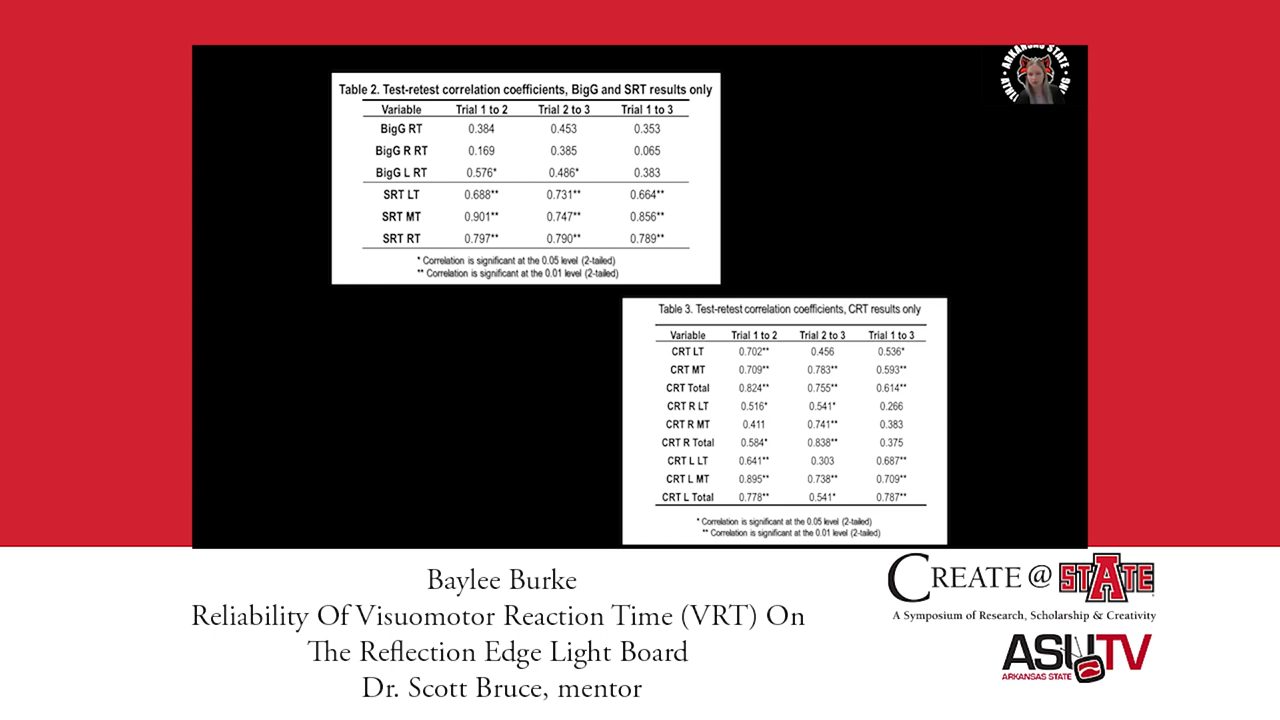 ARKANSAS STATE
Table 2. Test-retest correlation coefficients, BigG and SRT results only
Variable Trial 1 to 2 Trial 2 to 3 Trial 1 to 3
BigG RT 0.384 0.453 0.353
BigG R RT 0.169 0.385 0.065
BigG L RT 0.576* 0.486* 0.383
SRT LT 0.688** 0.731** 0.664**
SRT MT 0.901** 0.747** 0.856**
SRT RT 0.797** 0.790** 0.789**
* Correlation is significant at the 0.05 level (2-tailed)
** Correlation is significant at the 0.01 level (2-tailed)
Table 3. Test-retest correlation coefficients, CRT results only
Variable Trial 1 to 2 Trial 2 to 3 Trial 1 to 3
CRT LT 0.702** 0.456 0.536*
CRT MT 0.709** 0.783** 0.593**
CRT Total 0.824** 0.755** 0.614**
CRT R LT 0.516* 0.541* 0.266
CRT R MT 0.411 0.741** 0.383
CRT R Total 0.584* 0.838** 0.375
CRT L LT 0.641** 0.303 0.687**
CRT L MT 0.895** 0.738** 0.709**
CRT L Total 0.778** 0.541* 0.787**
* Correlation is significant at the 0.05 level (2-tailed)
** Correlation is significant at the 0.01 level (2-tailed)
Baylee Burke
Reliability Of Visuomotor Reaction Time (VRT) On
The Reflection Edge Light Board
Dr. Scott Bruce, mentor
CREATE @ STATE
A Symposium of Research, Scholarship & Creativity
ASUTV
ARKANSAS STATE